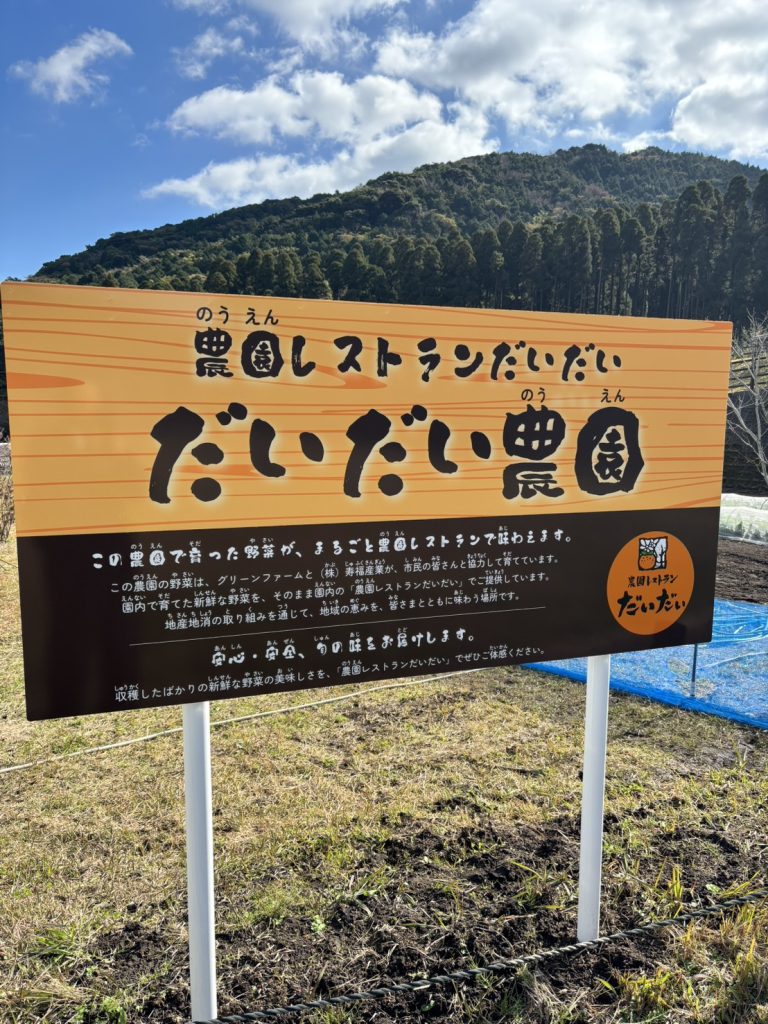 のうえん
農園レストランだいだい
のうえん
だいだい農園
この農園で育った野菜が、まるごと農園レストランで味わえます。
この農園の野菜は、グリーンファームと(株)寿福産業が、市民の皆さんと協力して育てています。
園内で育てた新鮮な野菜を、そのまま園内の「農園レストランだいだい」でご提供しています。
地産地消の取り組みを通じて、地域の恵みを、皆さまとともに味わう場所です。
安心・安全、旬の味をお届けします。
収穫したばかりの新鮮な野菜の美味しさを、「農園レストランだいだい」でぜひご体感ください。
農園レストラン
だいだい